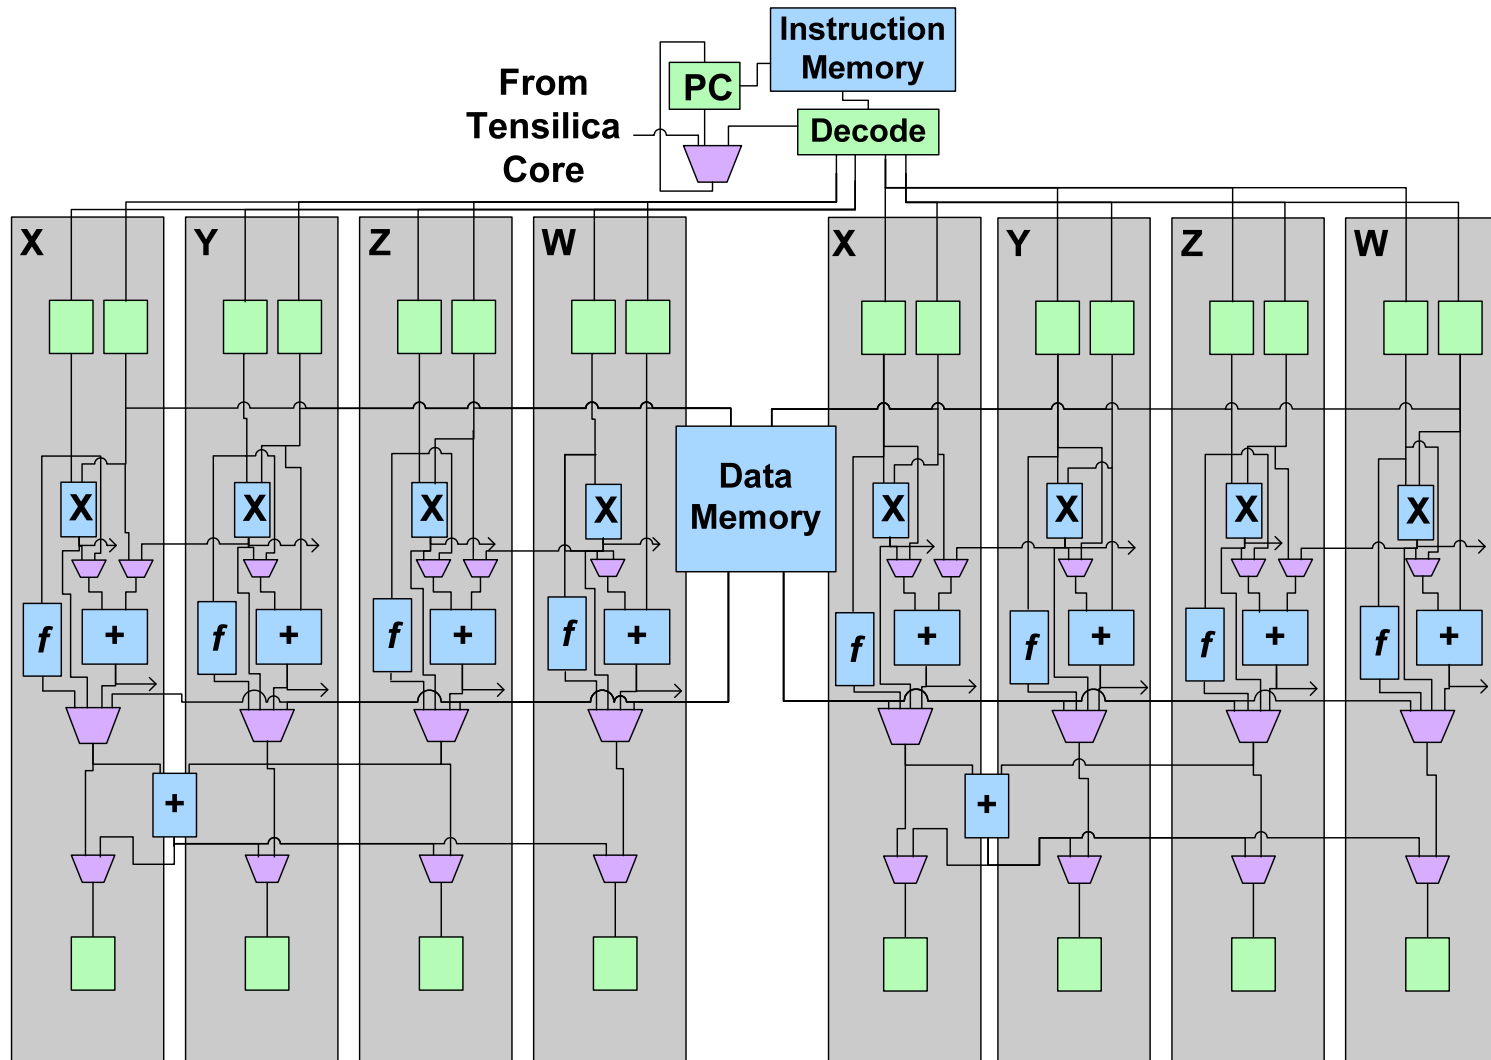 Instruction
Memory
PC
From
Tensilica
Core
Decode
X
Y
Z
W
X
Y
Z
W
Data
Memory
X
X
X
X
X
X
X
X
f
+
f
+
f
+
f
+
f
+
f
+
f
+
f
+
+
+